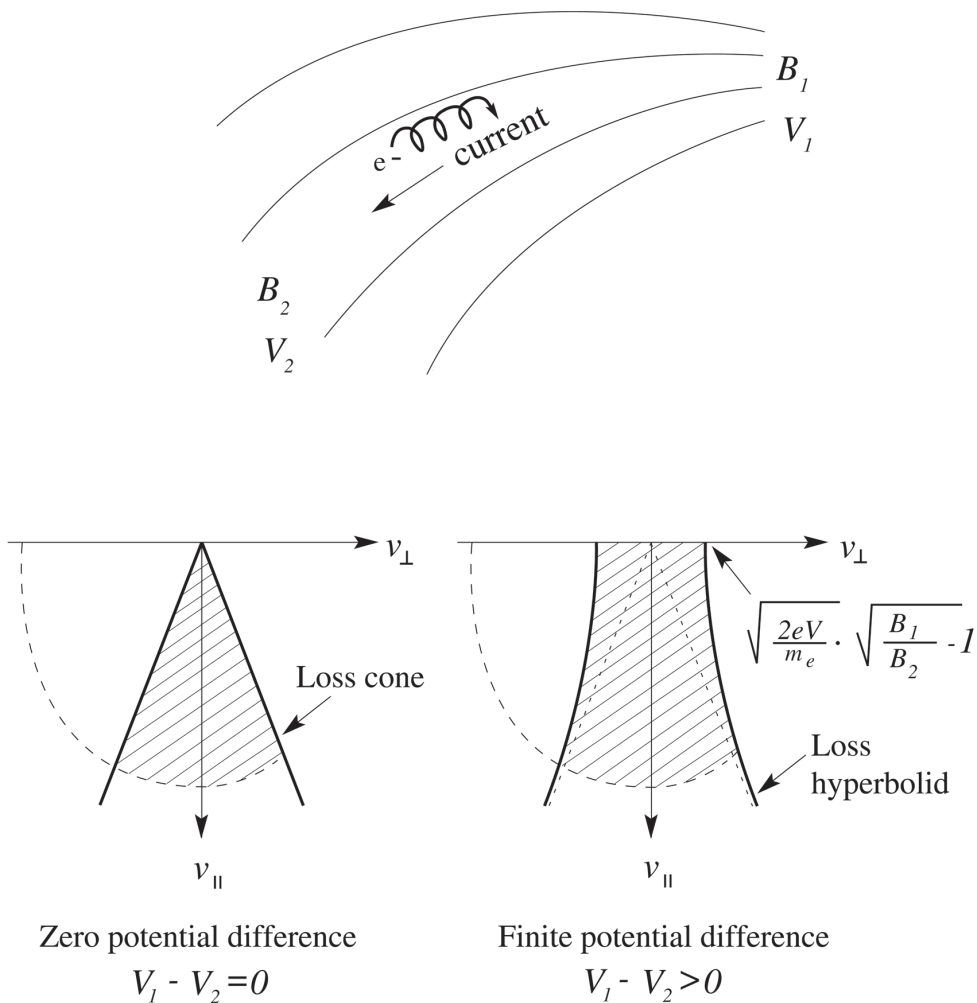 B₁
V₁
e-
current
B₂
V₂
v⊥
Loss cone
v∥
Zero potential difference
V₁ - V₂ =0
v⊥
√(2eV/mₑ) · √(B₁/B₂ -1)
Loss
hyperbolid
v∥
Finite potential difference
V₁ - V₂ >0